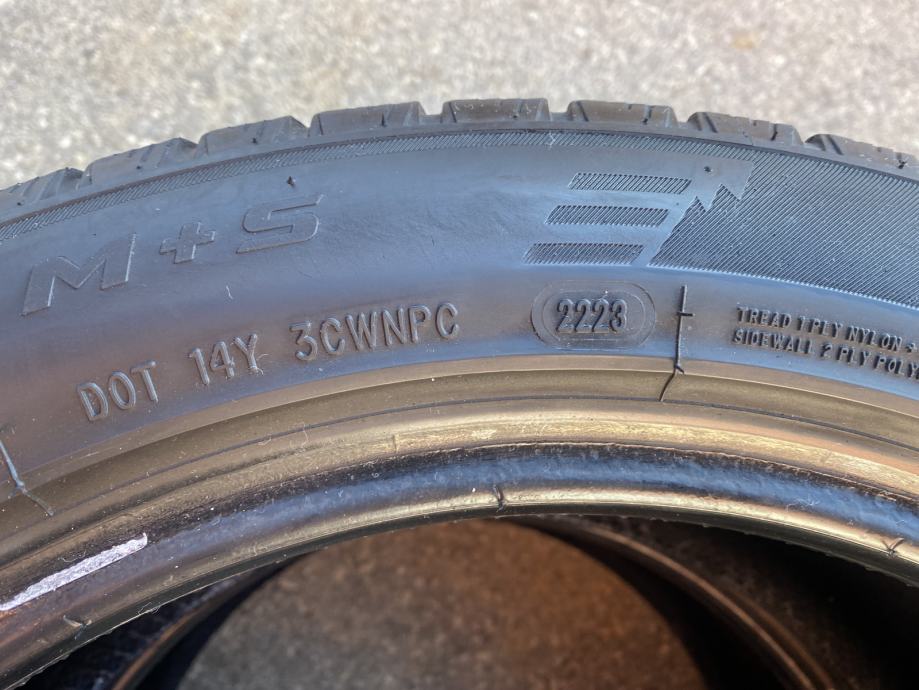 M+S
DOT 14Y 3CWNPC 2223
TREAD 1 PLY NYLON +
SIDEWALL 2 PLY POLY